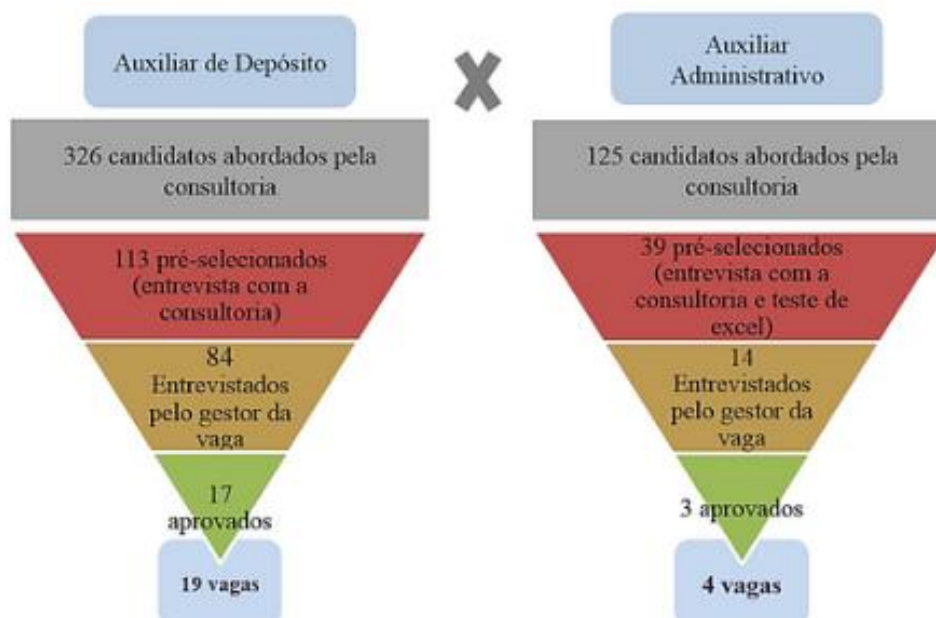 Auxiliar de Depósito
326 candidatos abordados pela
consultoria
113 pré-selecionados
(entrevista com a
consultoria)
84
Entrevistados
pelo gestor da
vaga
17
aprovados
19 vagas
Auxiliar
Administrativo
125 candidatos abordados pela
consultoria
39 pré-selecionados
(entrevista com a
consultoria e teste de
excel)
14
Entrevistados
pelo gestor da
vaga
3 aprovados
4 vagas